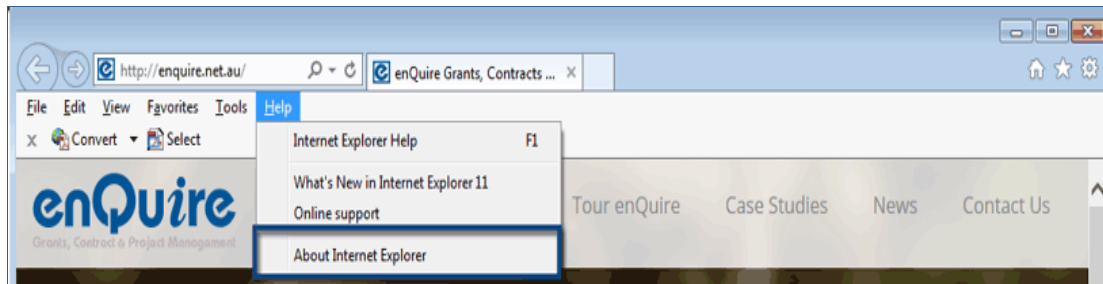 http://enquire.net.au/
enQuire Grants, Contracts ...
File Edit View Favorites Tools Help
x Convert Select
Internet Explorer Help F1
What's New in Internet Explorer 11
Online support
About Internet Explorer
enQuire
Grants, Contract & Project Management
Tour enQuire Case Studies News Contact Us